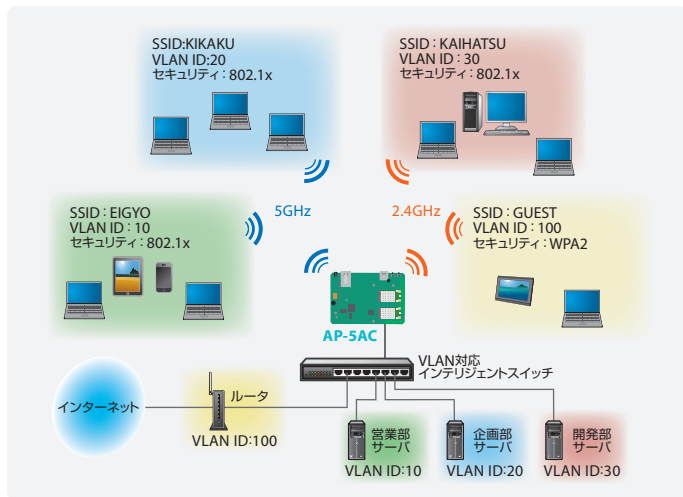 SSID:KIKAKU
VLAN ID:20
セキュリティ：802.1x
SSID：KAIHATSU
VLAN ID：30
セキュリティ：802.1x
5GHz
2.4GHz
SSID：EIGYO
VLAN ID：10
セキュリティ：802.1x
SSID：GUEST
VLAN ID：100
セキュリティ：WPA2
AP-5AC
VLAN対応
インテリジェントスイッチ
インターネット
ルータ
VLAN ID:100
営業部
サーバ
VLAN ID:10
企画部
サーバ
VLAN ID:20
開発部
サーバ
VLAN ID:30